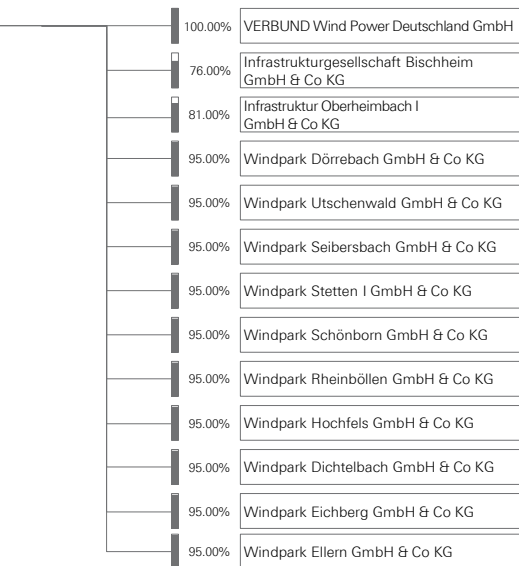 100.00% VERBUND Wind Power Deutschland GmbH
76.00% Infrastrukturgesellschaft Bischheim
GmbH & Co KG
81.00% Infrastruktur Oberheimbach I
GmbH & Co KG
95.00% Windpark Dörrebach GmbH & Co KG
95.00% Windpark Utschenwald GmbH & Co KG
95.00% Windpark Seibersbach GmbH & Co KG
95.00% Windpark Stetten I GmbH & Co KG
95.00% Windpark Schönborn GmbH & Co KG
95.00% Windpark Rheinböllen GmbH & Co KG
95.00% Windpark Hochfels GmbH & Co KG
95.00% Windpark Dichtelbach GmbH & Co KG
95.00% Windpark Eichberg GmbH & Co KG
95.00% Windpark Ellern GmbH & Co KG